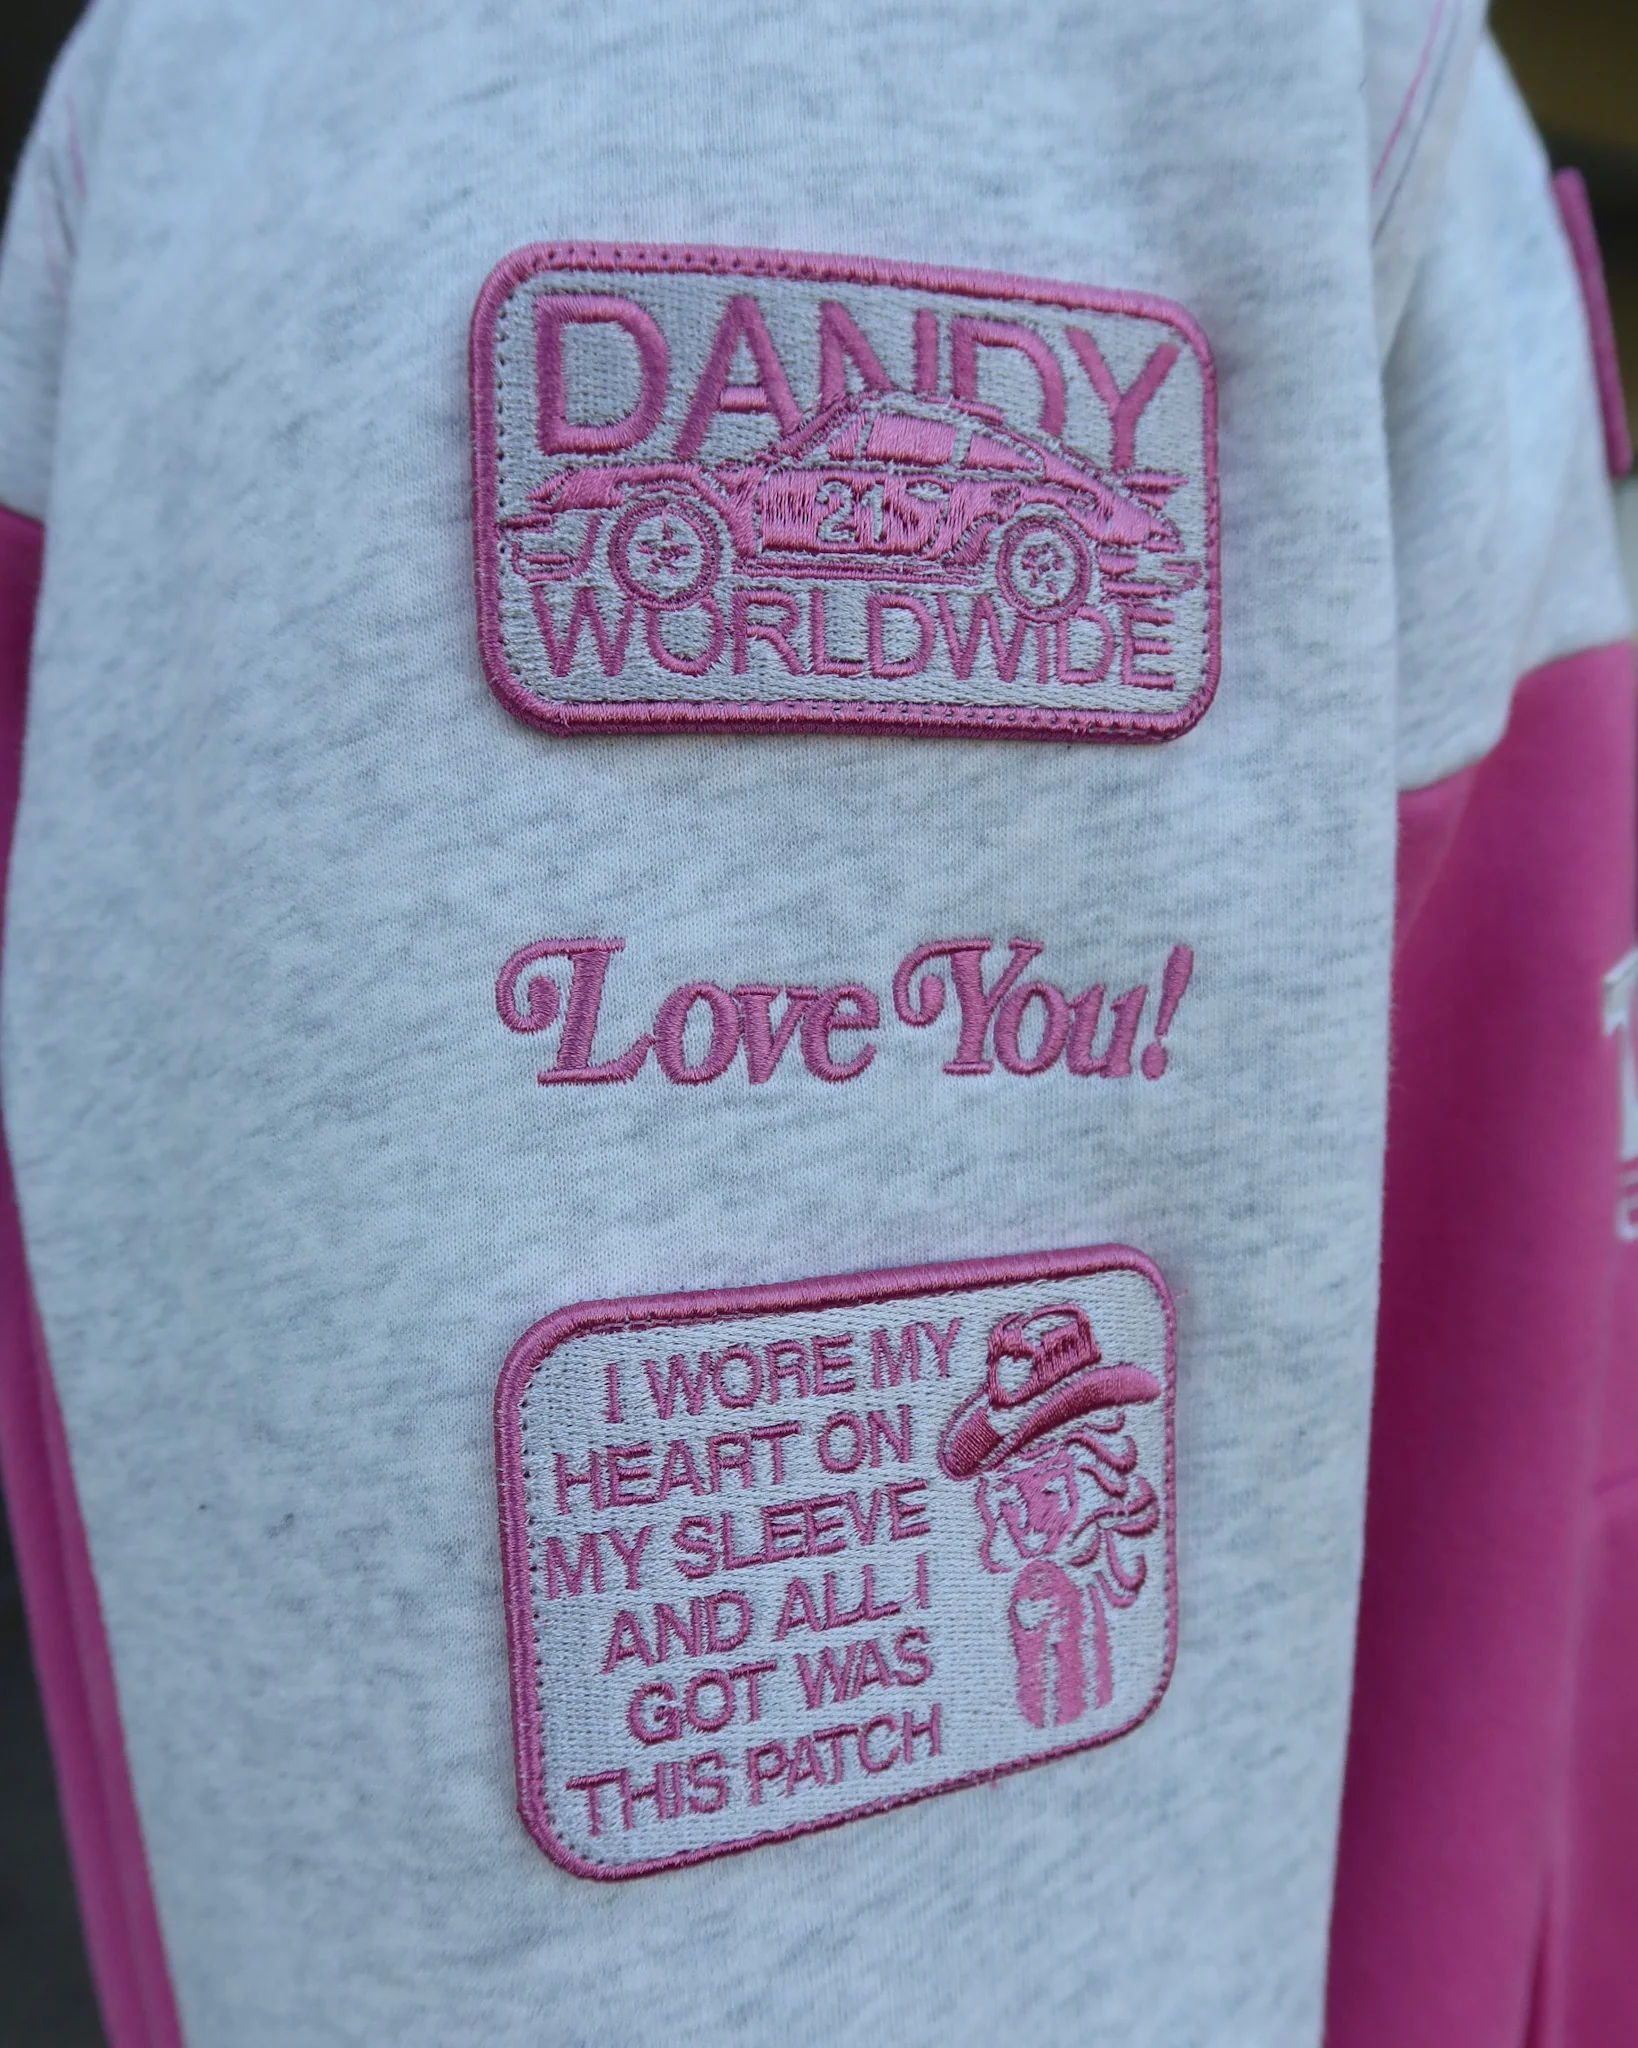 DANDY
21
WORLDWIDE
Love You!
I WORE MY
HEART ON
MY SLEEVE
AND ALL I
GOT WAS
THIS PATCH